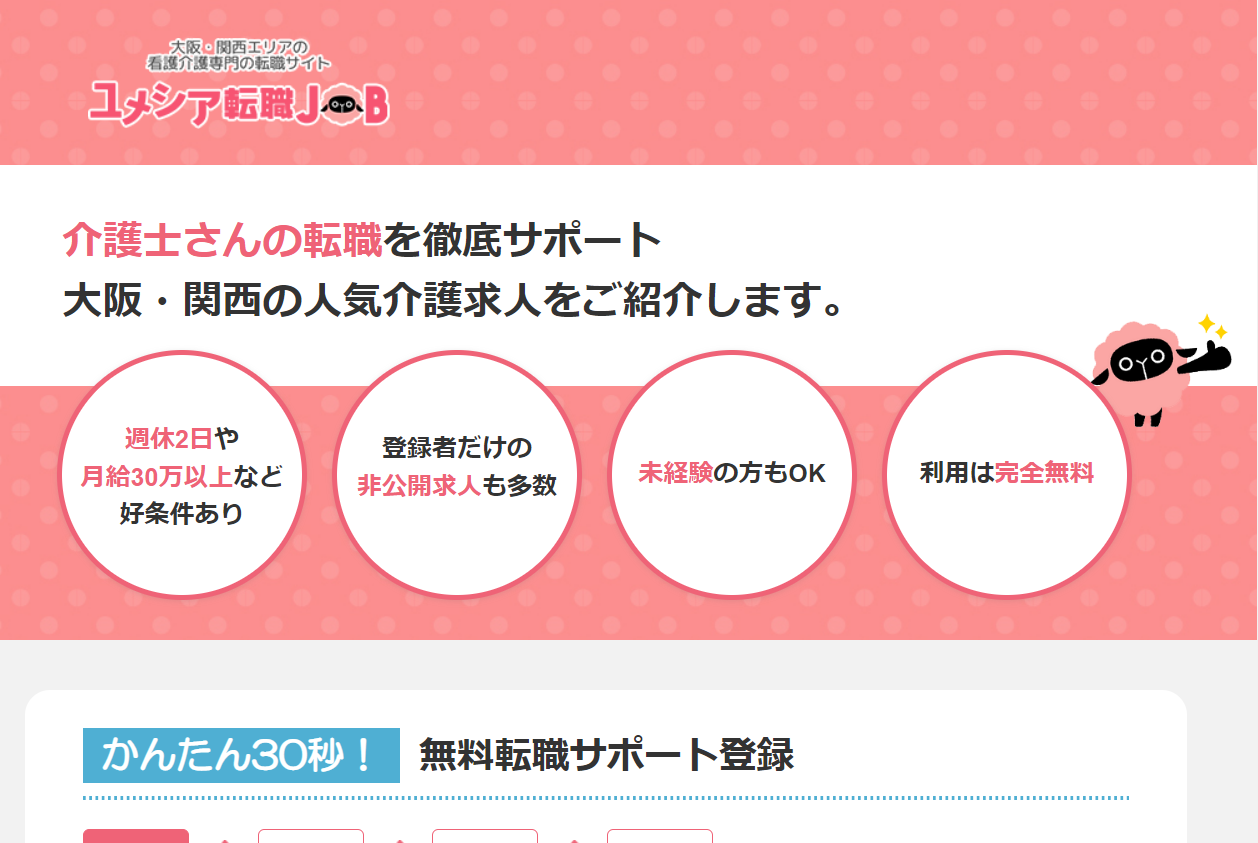 大阪・関西エリアの
看護介護専門の転職サイト
ユメシア転職JOB
介護士さんの転職を徹底サポート
大阪・関西の人気介護求人をご紹介します。
週休2日や
月給30万以上など
好条件あり
登録者だけの
非公開求人も多数
未経験の方もOK
利用は完全無料
かんたん30秒！ 無料転職サポート登録